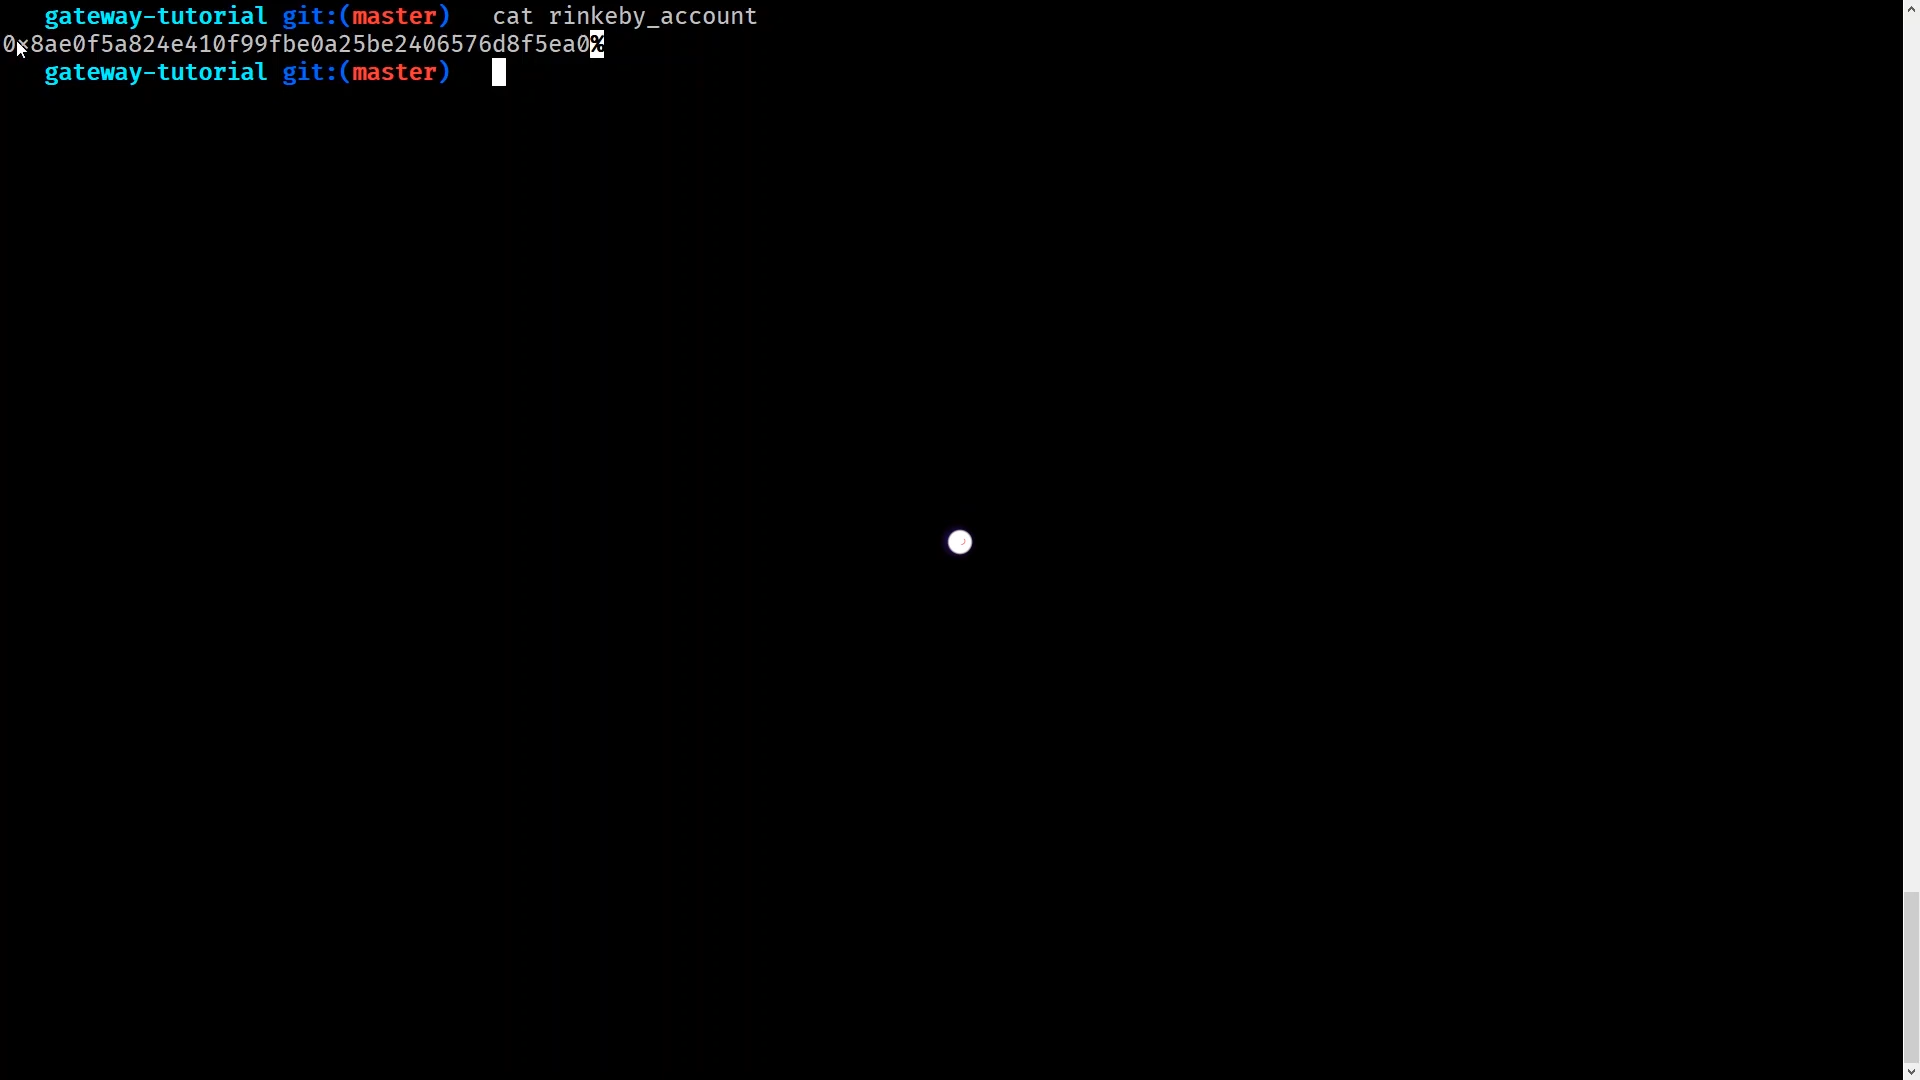 gateway-tutorial git:(master) cat rinkeby_account
0x8ae0f5a824e410f99fbe0a25be2406576d8f5ea0%
gateway-tutorial git:(master)